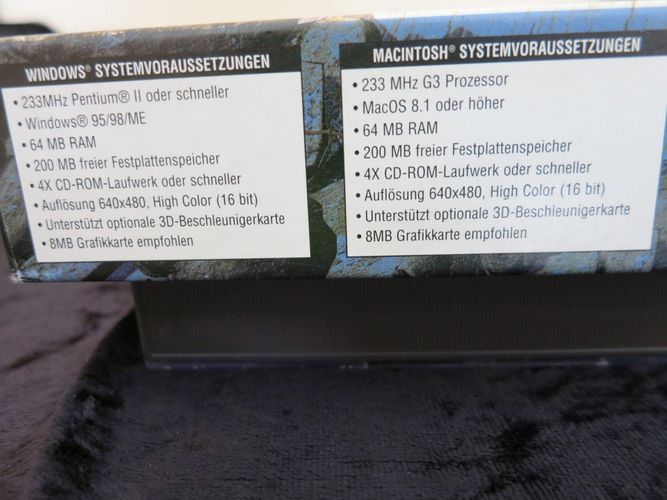 WINDOWS® SYSTEMVORAUSSETZUNGEN
• 233MHz Pentium® II oder schneller
• Windows® 95/98/ME
• 64 MB RAM
• 200 MB freier Festplattenspeicher
• 4X CD-ROM-Laufwerk oder schneller
• Auflösung 640x480, High Color (16 bit)
• Unterstützt optionale 3D-Beschleunigerkarte
• 8MB Grafikkarte empfohlen
MACINTOSH® SYSTEMVORAUSSETZUNGEN
• 233 MHz G3 Prozessor
• MacOS 8.1 oder höher
• 64 MB RAM
• 200 MB freier Festplattenspeicher
• 4X CD-ROM-Laufwerk oder schneller
• Auflösung 640x480, High Color (16 bit)
• Unterstützt optionale 3D-Beschleunigerkarte
• 8MB Grafikkarte empfohlen